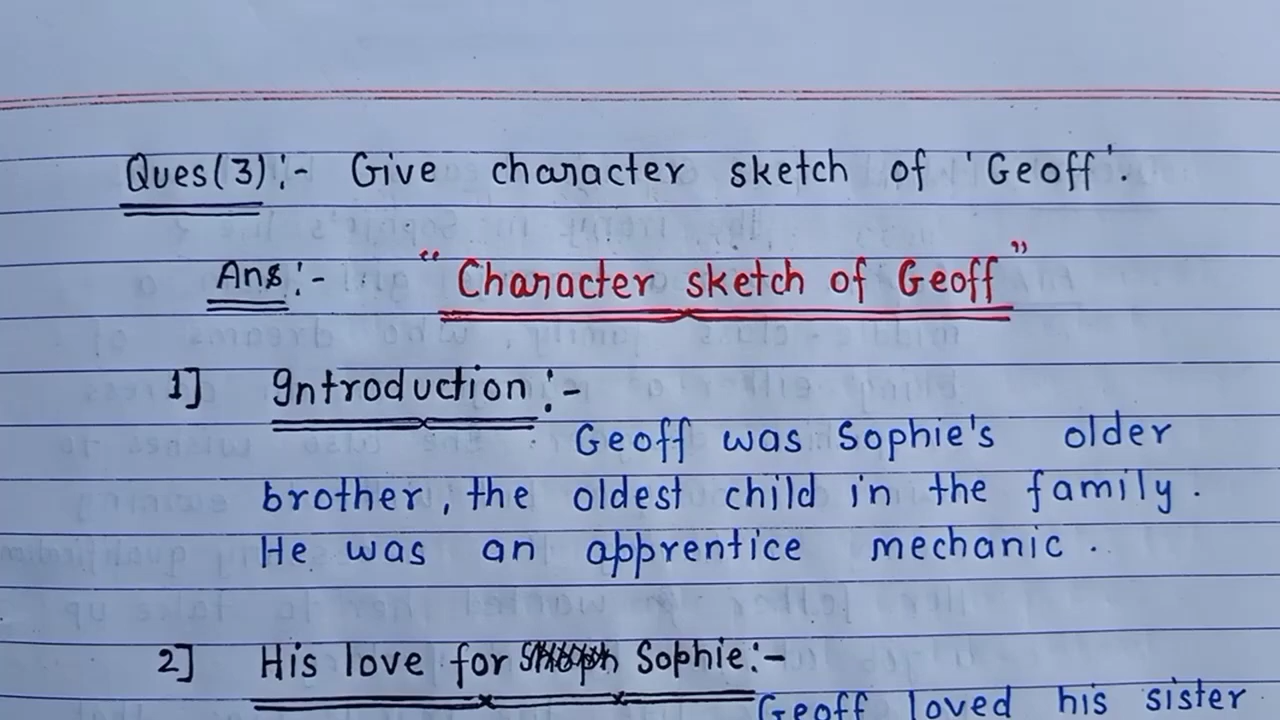 Ques(3):- Give character sketch of 'Geoff'.
Ans:- "Character sketch of Geoff"
1] Introduction:-
Geoff was Sophie's older
brother, the oldest child in the family.
He was an apprentice mechanic.
2] His love for Sophie:-
Geoff loved his sister